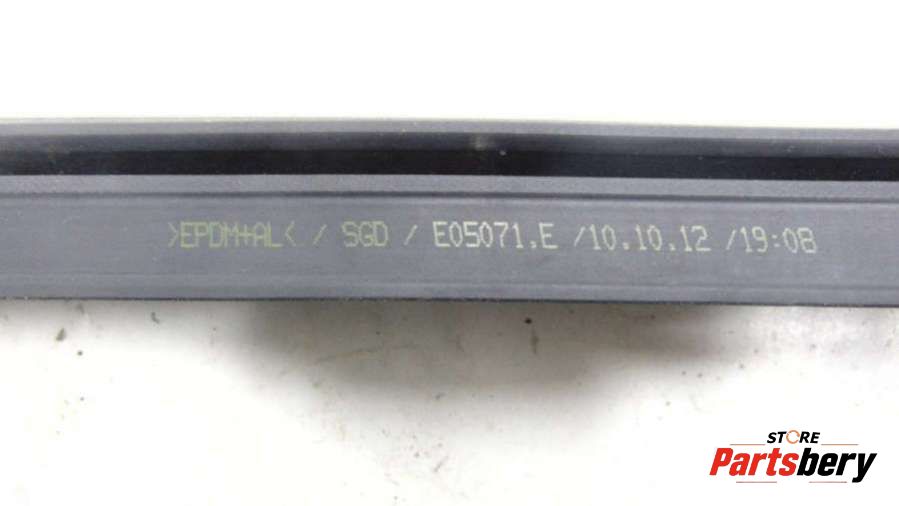 >EPDM+AL< / SGD / E05071.E /10.10.12 /19:08
STORE
Partsbery